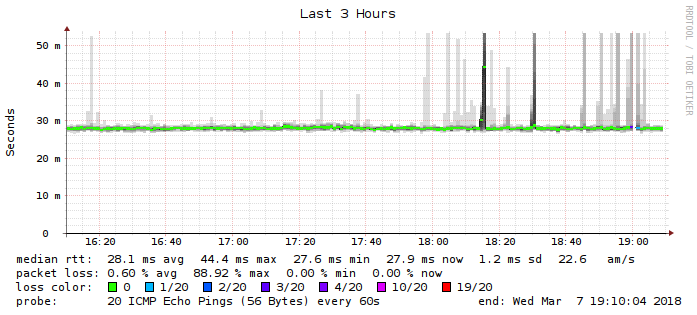 Last 3 Hours
RRDTOOL / TOBI OETIKER
Seconds
50 m
40 m
30 m
20 m
10 m
0
16:20 16:40 17:00 17:20 17:40 18:00 18:20 18:40 19:00
median rtt: 28.1 ms avg 44.4 ms max 27.6 ms min 27.9 ms now 1.2 ms sd 22.6 am/s
packet loss: 0.60 % avg 88.92 % max 0.00 % min 0.00 % now
loss color: 0 1/20 2/20 3/20 4/20 10/20 19/20
probe: 20 ICMP Echo Pings (56 Bytes) every 60s end: Wed Mar 7 19:10:04 2018